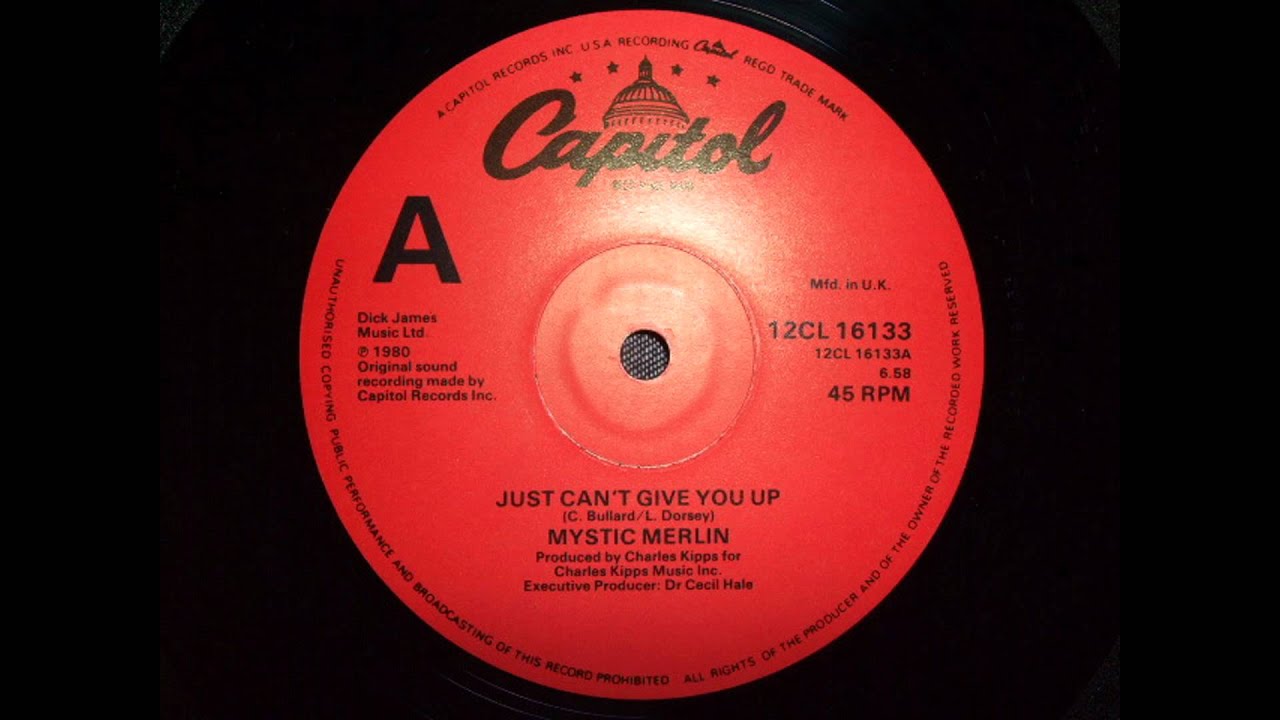 A CAPITOL RECORDS INC. U.S.A RECORDING Capitol REGD TRADE MARK
Capitol
A
Dick James
Music Ltd.
℗ 1980
Original sound
recording made by
Capitol Records Inc.
Mfd. in U.K.
12CL 16133
12CL 16133A
6.58
45 RPM
JUST CAN'T GIVE YOU UP
(C. Bullard/L. Dorsey)
MYSTIC MERLIN
Produced by Charles Kipps for
Charles Kipps Music Inc.
Executive Producer: Dr Cecil Hale
UNAUTHORISED COPYING PUBLIC PERFORMANCE AND BROADCASTING OF THIS RECORD PROHIBITED ALL RIGHTS OF THE PRODUCER AND OF THE OWNER OF THE RECORDED WORK RESERVED